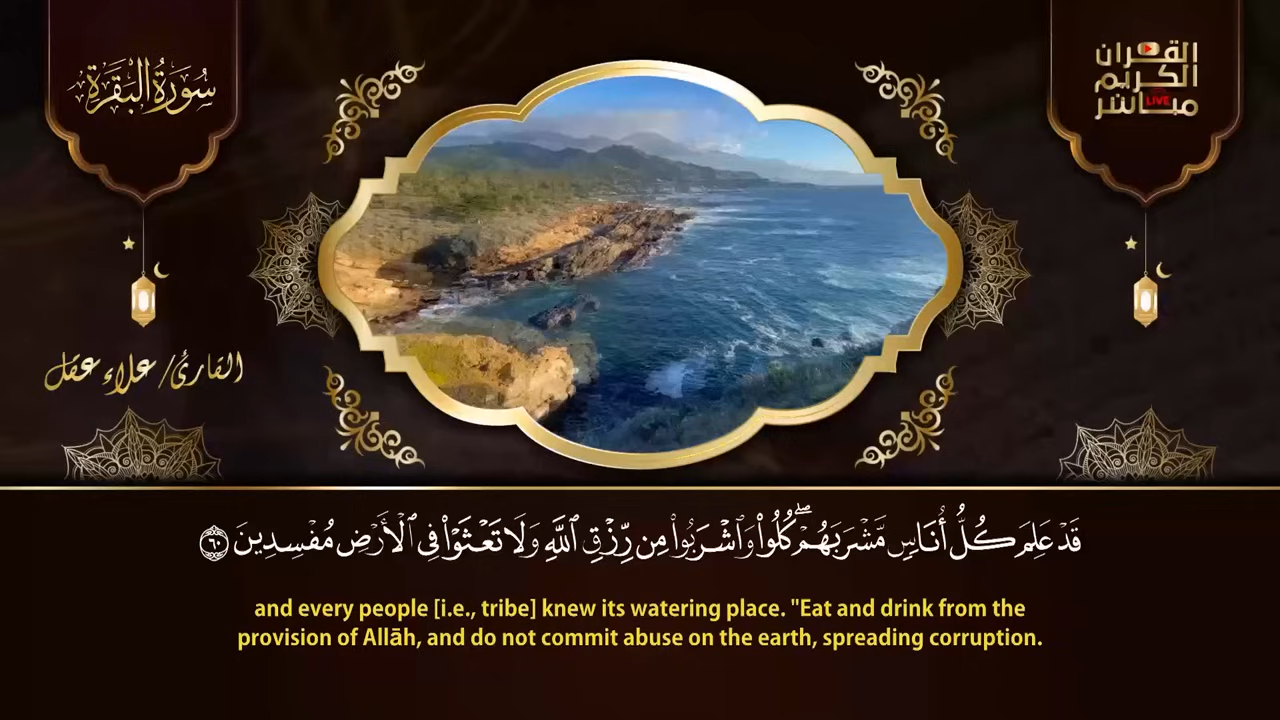 سُورَةُ البَقَرَةِ
القرآن
الكريم
مباشر
LIVE
القارئ/ علاء عقل
قَدْ عَلِمَ كُلُّ أُنَاسٍ مَّشْرَبَهُمْ ۖ كُلُوا۟ وَٱشْرَبُوا۟ مِن رِّزْقِ ٱللَّهِ وَلَا تَعْثَوْا۟ فِى ٱلْأَرْضِ مُفْسِدِينَ ٦٠
and every people [i.e., tribe] knew its watering place. "Eat and drink from the
provision of Allāh, and do not commit abuse on the earth, spreading corruption.